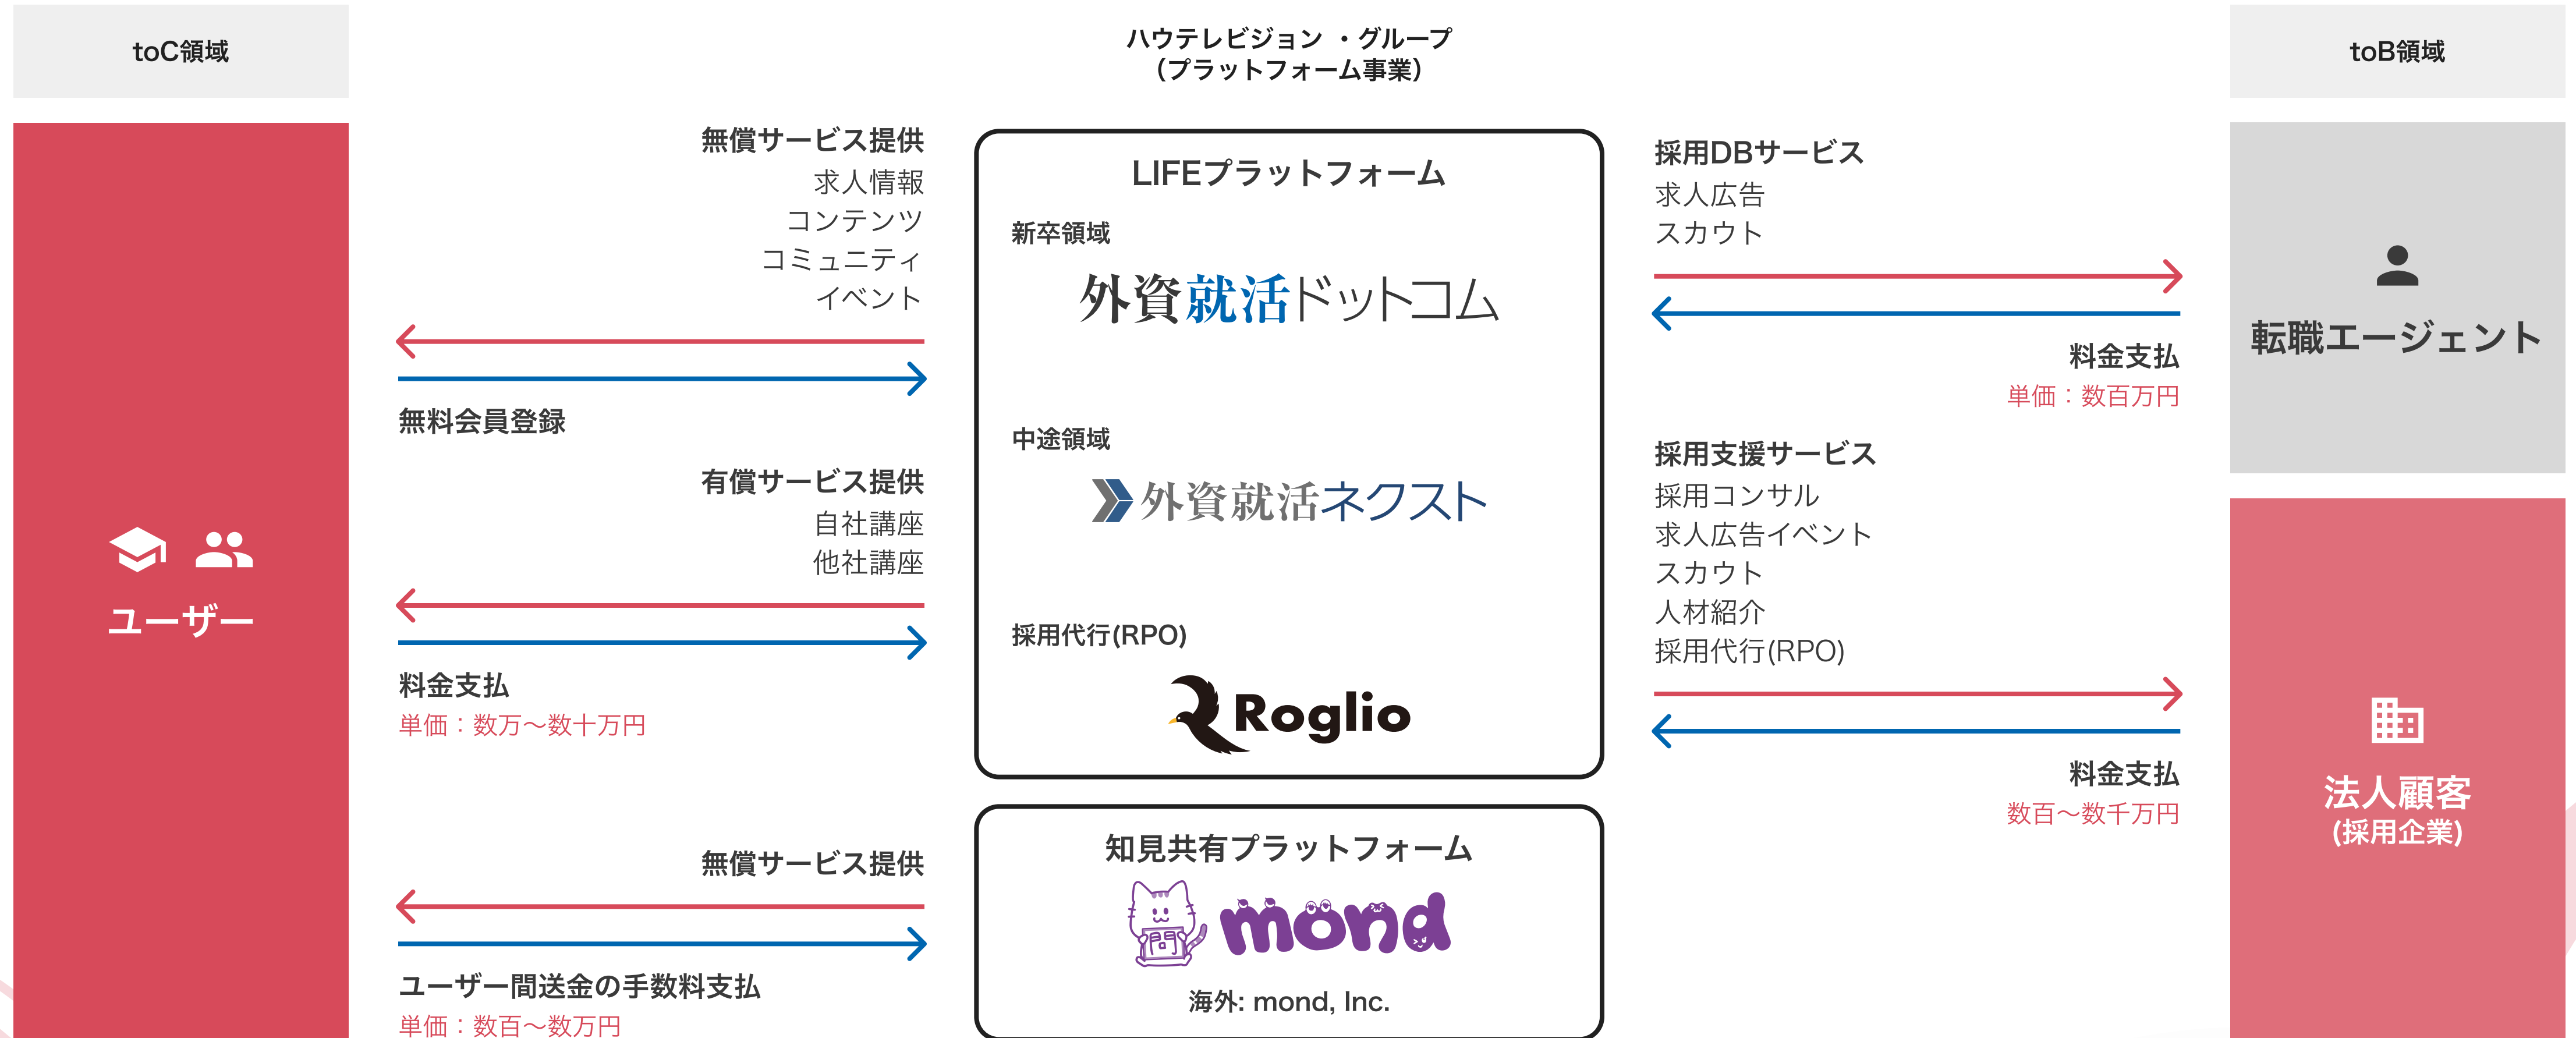 toC領域
ハウテレビジョン ・グループ
（プラットフォーム事業）
toB領域
ユーザー
無償サービス提供
求人情報
コンテンツ
コミュニティ
イベント
無料会員登録
有償サービス提供
自社講座
他社講座
料金支払
単価：数万〜数十万円
無償サービス提供
ユーザー間送金の手数料支払
単価：数百〜数万円
LIFEプラットフォーム
新卒領域
外資就活ドットコム
中途領域
外資就活ネクスト
採用代行(RPO)
Roglio
知見共有プラットフォーム
問
mond
海外: mond, Inc.
採用DBサービス
求人広告
スカウト
料金支払
単価：数百万円
採用支援サービス
採用コンサル
求人広告イベント
スカウト
人材紹介
採用代行(RPO)
料金支払
数百〜数千万円
転職エージェント
法人顧客
(採用企業)